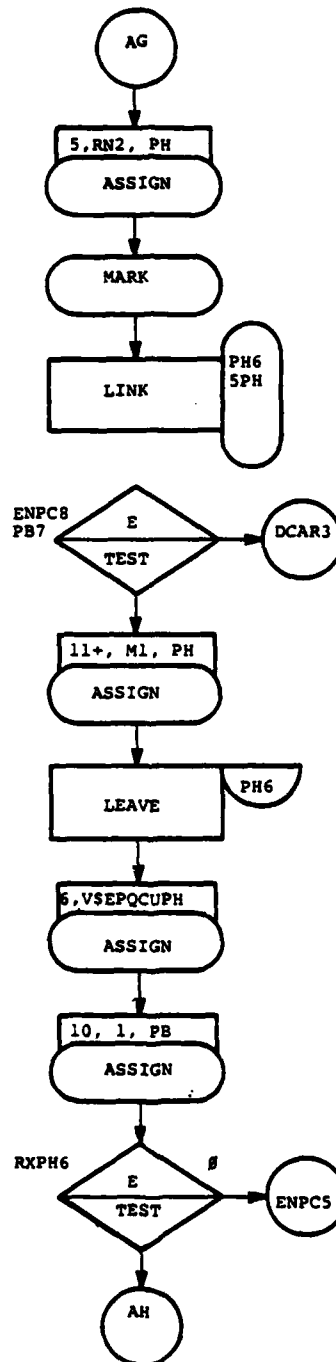 AG
5,RN2, PH
ASSIGN
MARK
LINK
PH6
5PH
ENPC8
PB7
E
TEST
DCAR3
11+, M1, PH
ASSIGN
LEAVE
PH6
6,V$EPQCUPH
ASSIGN
10, 1, PB
ASSIGN
RXPH6
Ø
E
TEST
ENPC5
AH